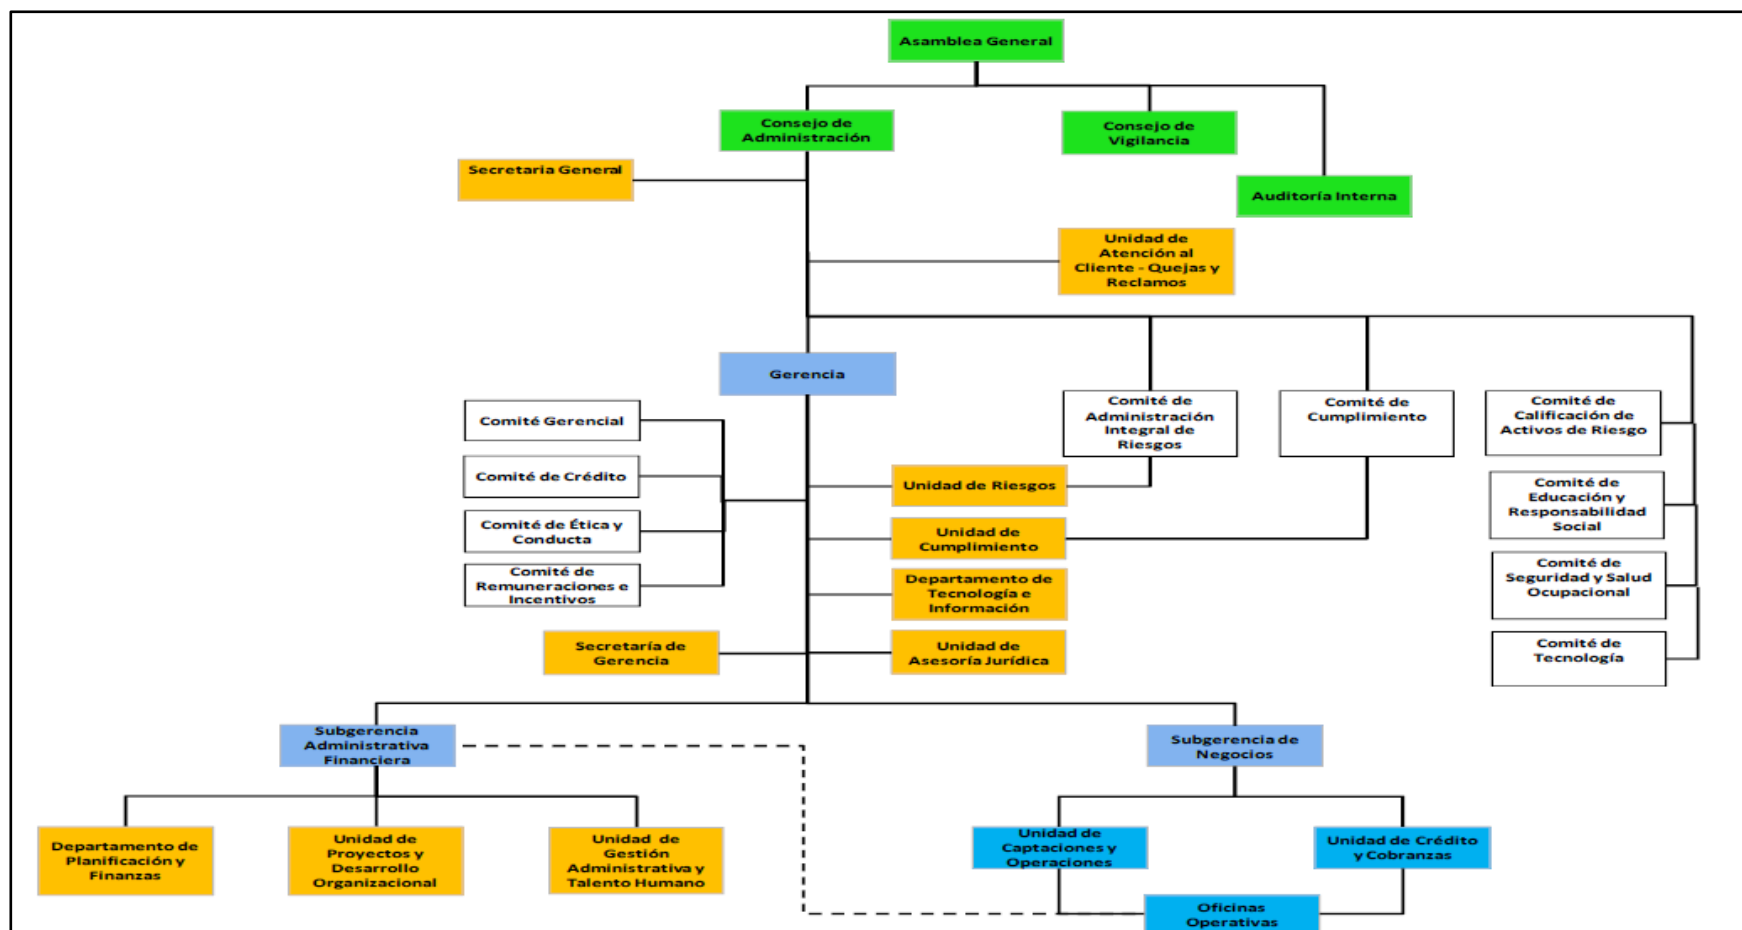 Asamblea General
Consejo de
Administración
Consejo de
Vigilancia
Secretaria General
Auditoría Interna
Unidad de
Atención al
Cliente - Quejas y
Reclamos
Gerencia
Comité de
Administración
Integral de
Riesgos
Comité de
Cumplimiento
Comité de
Calificación de
Activos de Riesgo
Comité Gerencial
Comité de Crédito
Comité de Ética y
Conducta
Comité de
Remuneraciones e
Incentivos
Unidad de Riesgos
Unidad de
Cumplimiento
Departamento de
Tecnología e
Información
Comité de
Educación y
Responsabilidad
Social
Comité de
Seguridad y Salud
Ocupacional
Comité de
Tecnología
Secretaría de
Gerencia
Unidad de
Asesoría Jurídica
Subgerencia
Administrativa
Financiera
Subgerencia de
Negocios
Departamento de
Planificación y
Finanzas
Unidad de
Proyectos y
Desarrollo
Organizacional
Unidad de
Gestión
Administrativa y
Talento Humano
Unidad de
Captaciones y
Operaciones
Unidad de Crédito
y Cobranzas
Oficinas
Operativas